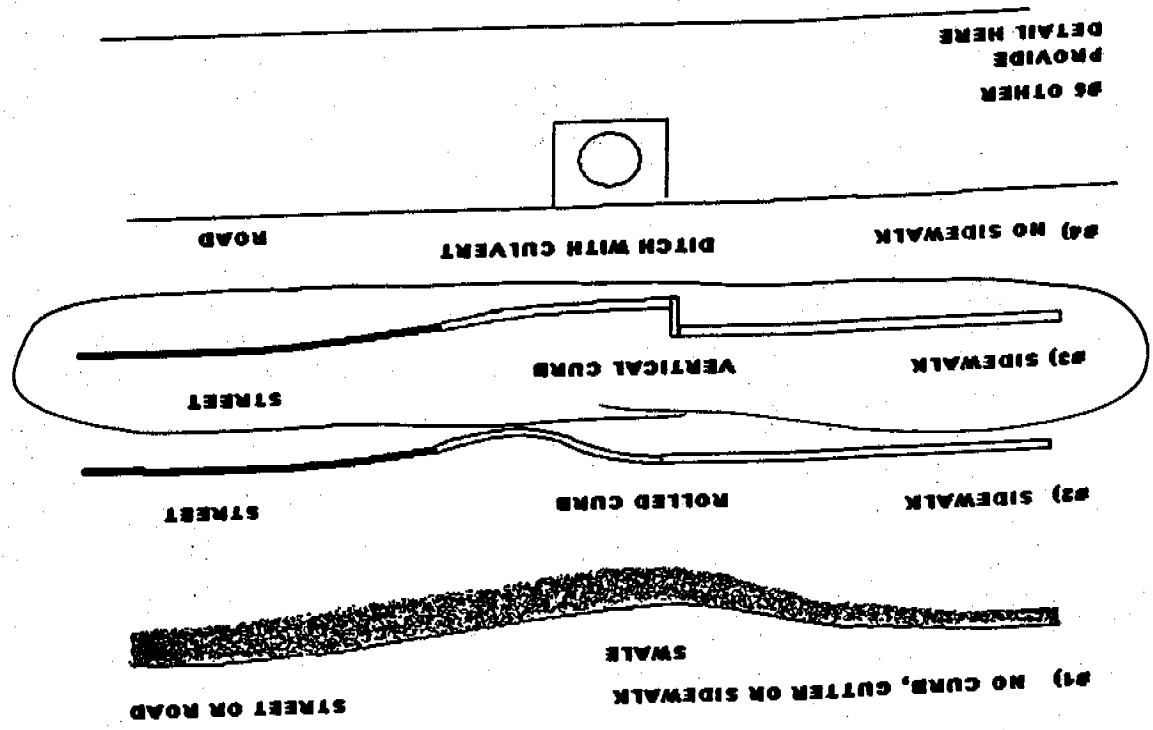 #1) NO CURB, GUTTER OR SIDEWALK STREET OR ROAD
SWALE
#2) SIDEWALK ROLLED CURB STREET
#3) SIDEWALK VERTICAL CURB STREET
#4) NO SIDEWALK DITCH WITH CULVERT ROAD
#5 OTHER
PROVIDE
DETAIL HERE